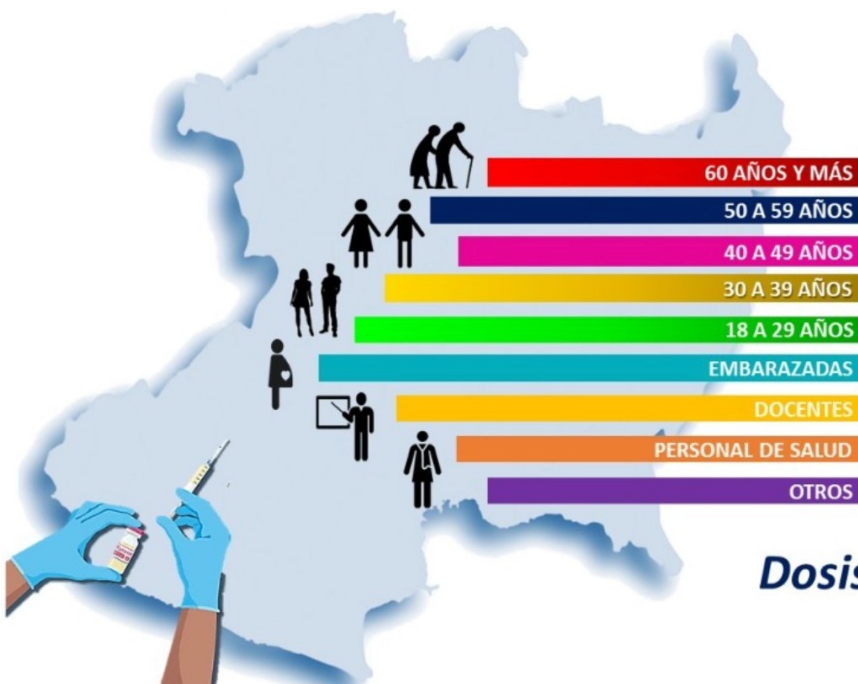 60 AÑOS Y MÁS
50 A 59 AÑOS
40 A 49 AÑOS
30 A 39 AÑOS
18 A 29 AÑOS
EMBARAZADAS
DOCENTES
PERSONAL DE SALUD
OTROS
Dosis